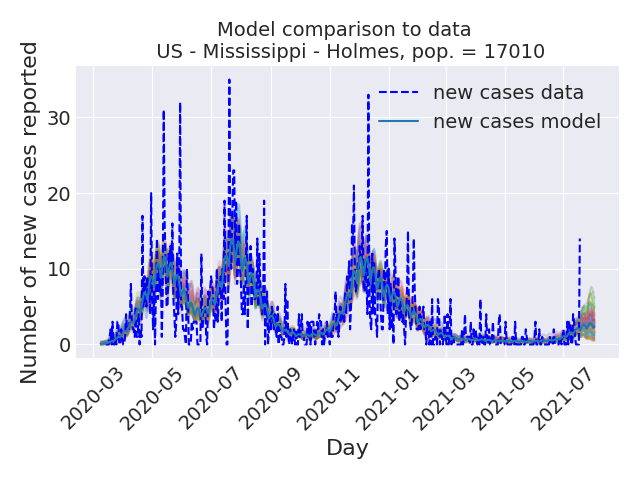 Model comparison to data
US - Mississippi - Holmes, pop. = 17010
Number of new cases reported
30
20
10
0
new cases data
new cases model
2020-03
2020-05
2020-07
2020-09
2020-11
2021-01
2021-03
2021-05
2021-07
Day